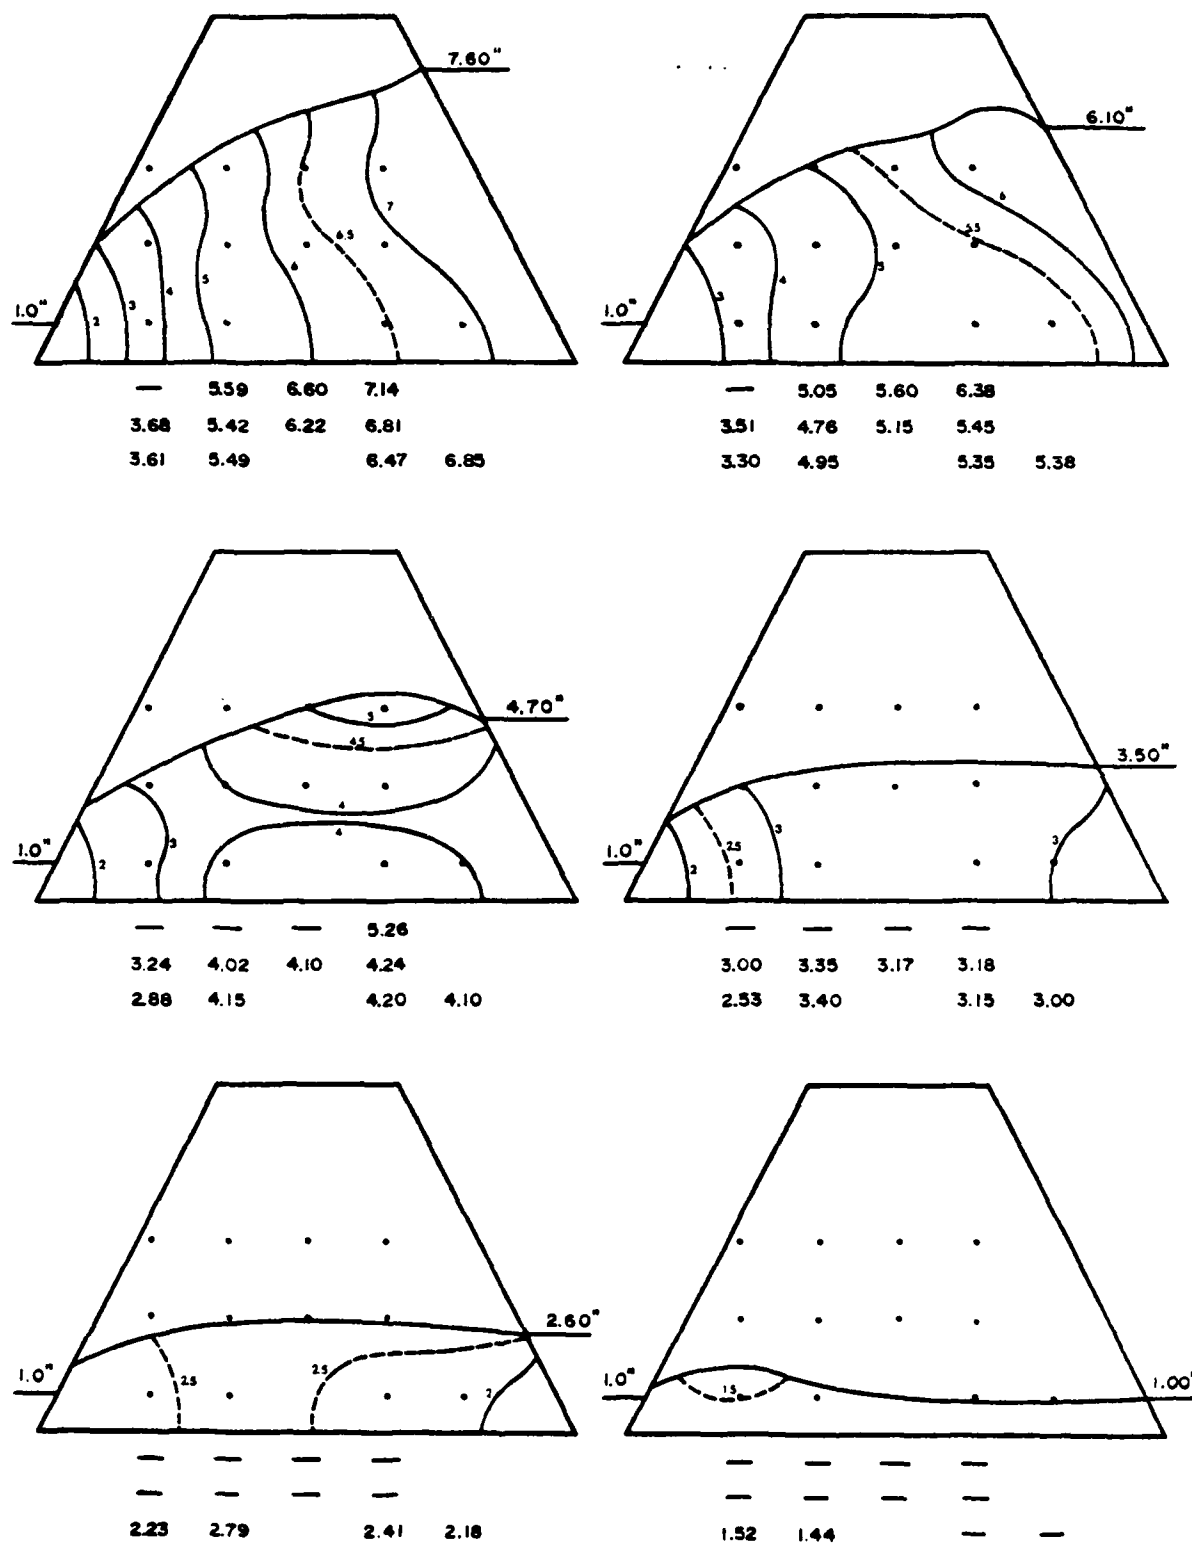 7.60"
6.5
7
6
5
4
3
2
1.0"
— 5.59 6.60 7.14
3.68 5.42 6.22 6.81
3.61 5.49 6.47 6.85
6.10"
6
5.5
5
4
3
1.0"
— 5.05 5.60 6.38
3.51 4.76 5.15 5.45
3.30 4.95 5.35 5.38
4.70"
5
4.5
4
4
3
2
1.0"
— — — 5.26
3.24 4.02 4.10 4.24
2.88 4.15 4.20 4.10
3.50"
3
3
2.5
2
1.0"
— — — —
3.00 3.35 3.17 3.18
2.53 3.40 3.15 3.00
2.60"
2.5
2.5
2
1.0"
— — — —
— — — —
2.23 2.79 2.41 2.18
1.0"
1.5
1.00"
— — — —
— — — —
1.52 1.44 — —